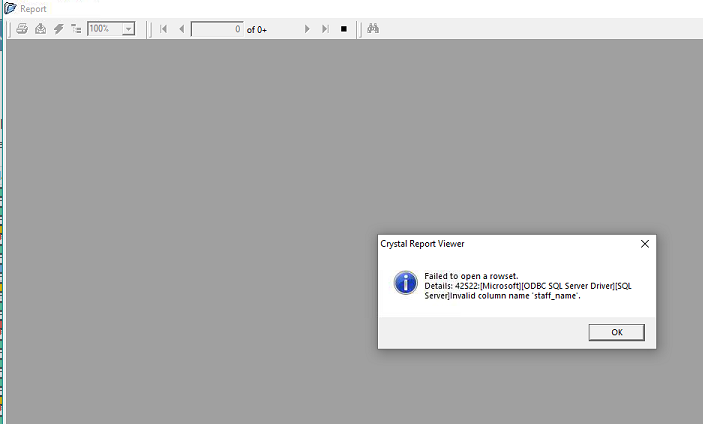 Report
100%
0 of 0+
Crystal Report Viewer
Failed to open a rowset.
Details: 42S22:[Microsoft][ODBC SQL Server Driver][SQL
Server]Invalid column name 'staff_name'.
OK